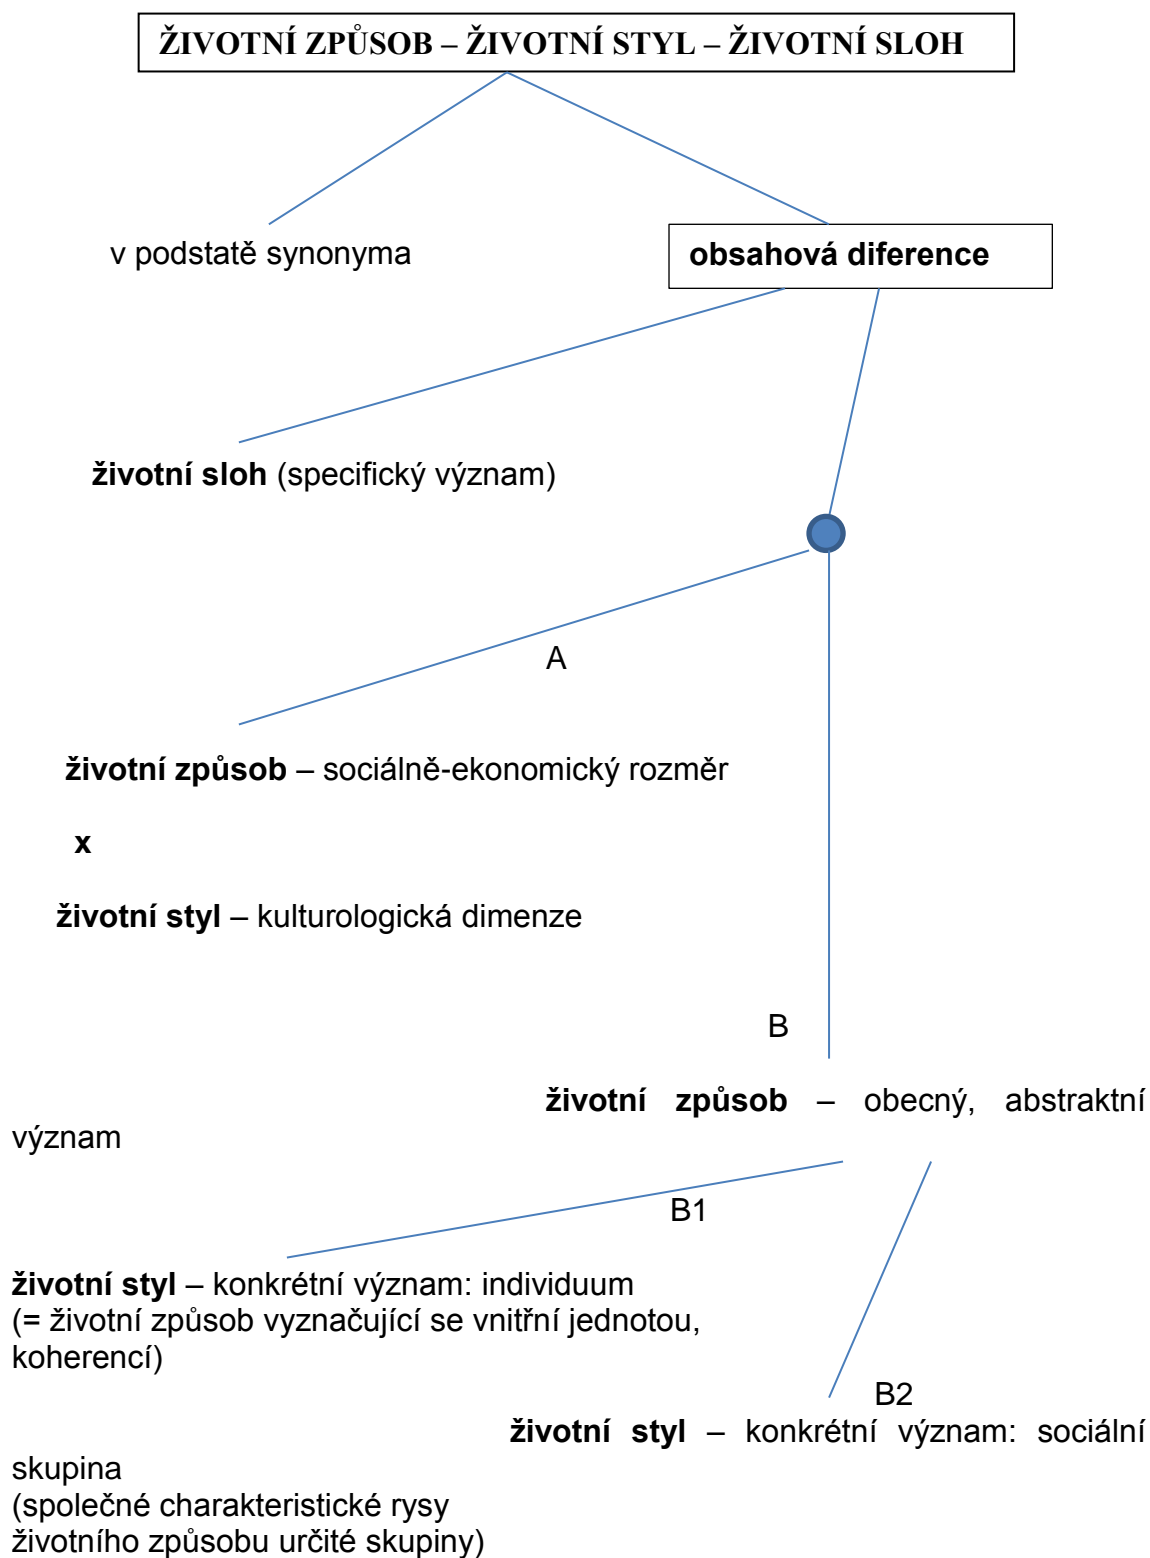 ŽIVOTNÍ ZPŮSOB – ŽIVOTNÍ STYL – ŽIVOTNÍ SLOH
v podstatě synonyma
obsahová diference
životní sloh (specifický význam)
A
životní způsob – sociálně-ekonomický rozměr
x
životní styl – kulturologická dimenze
B
životní způsob – obecný, abstraktní
význam
B1
životní styl – konkrétní význam: individuum
(= životní způsob vyznačující se vnitřní jednotou,
koherencí)
B2
životní styl – konkrétní význam: sociální
skupina
(společné charakteristické rysy
životního způsobu určité skupiny)